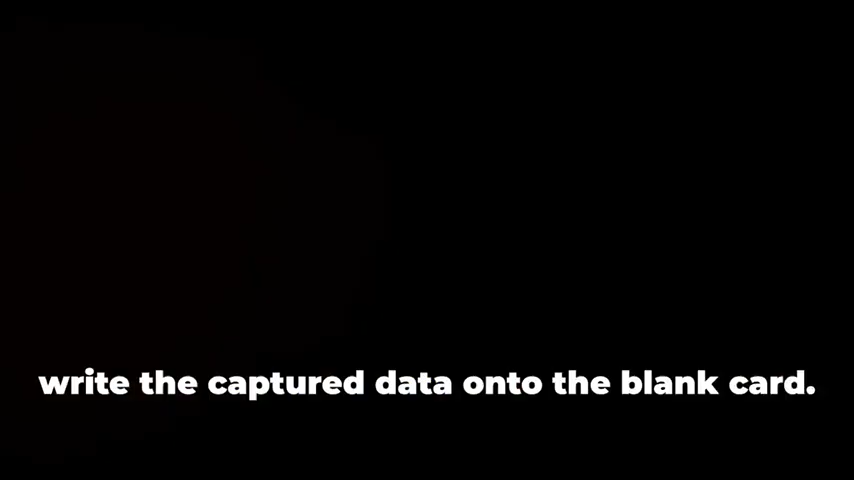 write the captured data onto the blank card.